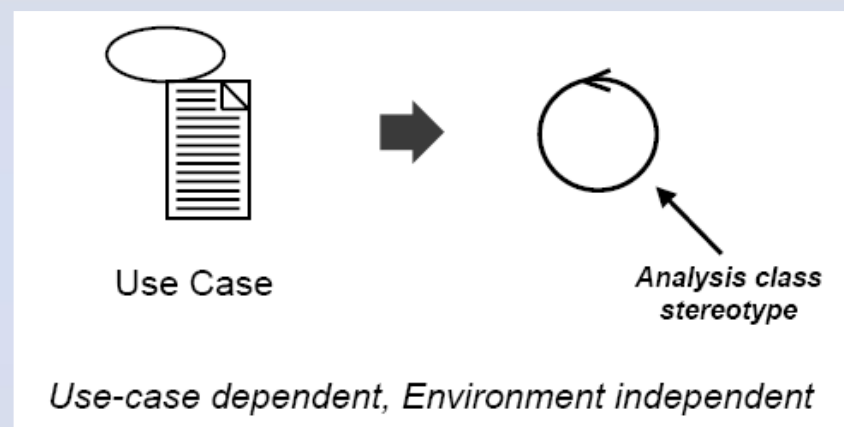 Use Case
Analysis class
stereotype
Use-case dependent, Environment independent